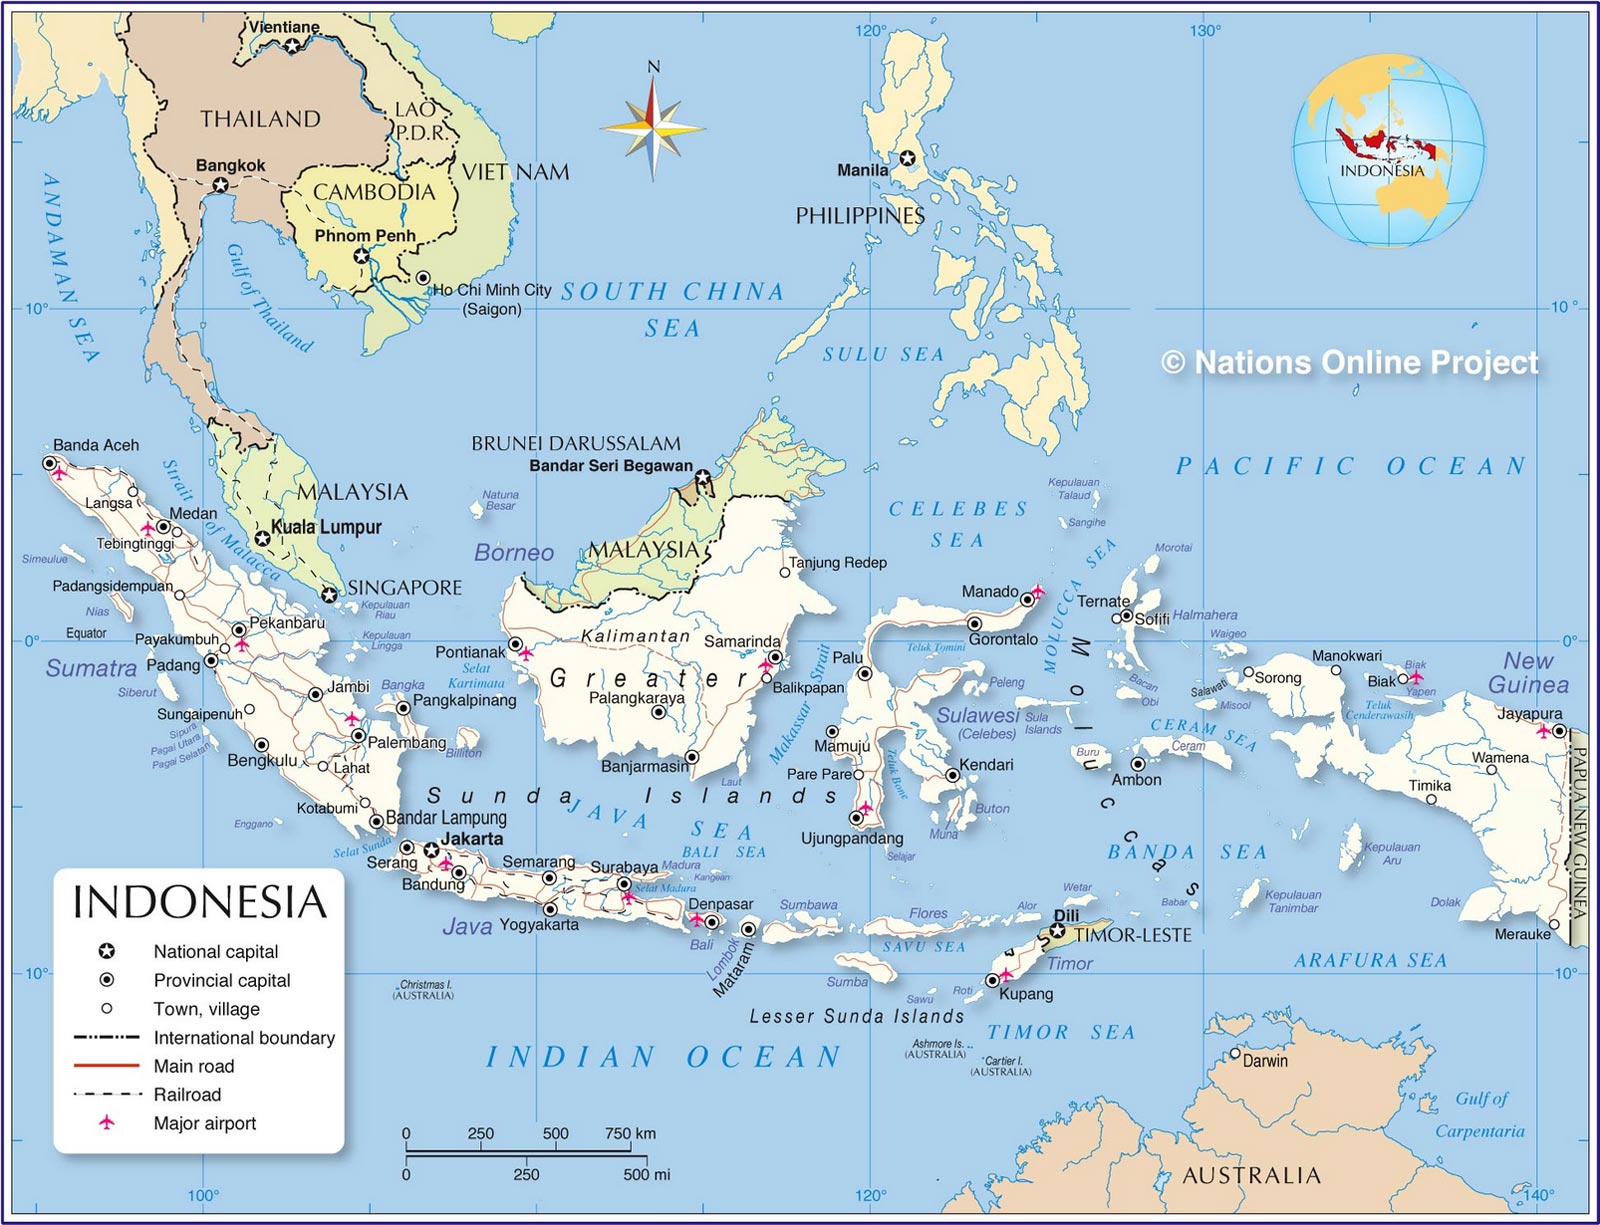 Vientiane
120°
130°
N
THAILAND
LAO
P.D.R.
Bangkok
VIET NAM
CAMBODIA
Manila
INDONESIA
PHILIPPINES
Phnom Penh
ANDAMAN SEA
Gulf of Thailand
Ho Chi Minh City
(Saigon)
SOUTH CHINA
SEA
10°
10°
SULU SEA
© Nations Online Project
Banda Aceh
BRUNEI DARUSSALAM
Bandar Seri Begawan
PACIFIC OCEAN
Strait of Malacca
Langsa
MALAYSIA
Natuna
Besar
Kepulauan
Talaud
Medan
Kuala Lumpur
CELEBES
SEA
Sangihe
Tebingtinggi
Borneo
MALAYSIA
MOLUCCA SEA
Morotai
Simeulue
Tanjung Redep
Padangsidempuan
SINGAPORE
Manado
Ternate
Nias
Kepulauan
Riau
Sofifi
Halmahera
Equator
Pekanbaru
Kalimantan
Gorontalo
0°
0°
Payakumbuh
Kepulauan
Lingga
Samarinda
Teluk Tomini
Waigeo
Sumatra
Padang
Pontianak
Selat
Kartimata
Greater
Palu
Makassar Strait
Manokwari
Biak
New
Guinea
Siberut
Jambi
Bangka
Balikpapan
Peleng
Bacan
Obi
Salawati
Sorong
Biak
Yapen
Sungaipenuh
Pangkalpinang
Palangkaraya
Sulawesi
(Celebes)
Sula
Islands
Misool
Teluk
Cenderawasih
Jayapura
Sipura
Pagai Utara
Pagai Selatan
Palembang
Billiton
Mamuju
Moluccas
CERAM SEA
Buru
Ceram
Bengkulu
Lahat
Banjarmasin
Laut
Pare Pare
Teluk Bone
Kendari
Ambon
Wamena
Timika
PAPUA NEW GUINEA
Kotabumi
Sunda Islands
JAVA SEA
Buton
Enggano
Bandar Lampung
Ujungpandang
Muna
Jakarta
Selat Sunda
Serang
Semarang
Surabaya
Madura
BALI SEA
Selajar
BANDA SEA
Kepulauan
Aru
Bandung
Kangean
Selat Madura
Wetar
Java
Yogyakarta
Denpasar
Sumbawa
Flores
Alor
Dili
Babar
Kepulauan
Tanimbar
Dolak
Bali
Lombok
Mataram
SAVU SEA
TIMOR-LESTE
Merauke
Timor
ARAFURA SEA
10°
10°
Christmas I.
(AUSTRALIA)
Sumba
Sawu
Roti
Kupang
Lesser Sunda Islands
TIMOR SEA
INDIAN OCEAN
Ashmore Is.
(AUSTRALIA)
Cartier I.
(AUSTRALIA)
Darwin
Gulf of
Carpentaria
AUSTRALIA
INDONESIA
National capital
Provincial capital
Town, village
International boundary
Main road
Railroad
Major airport
0 250 500 750 km
0 250 500 mi
100°
120°
140°